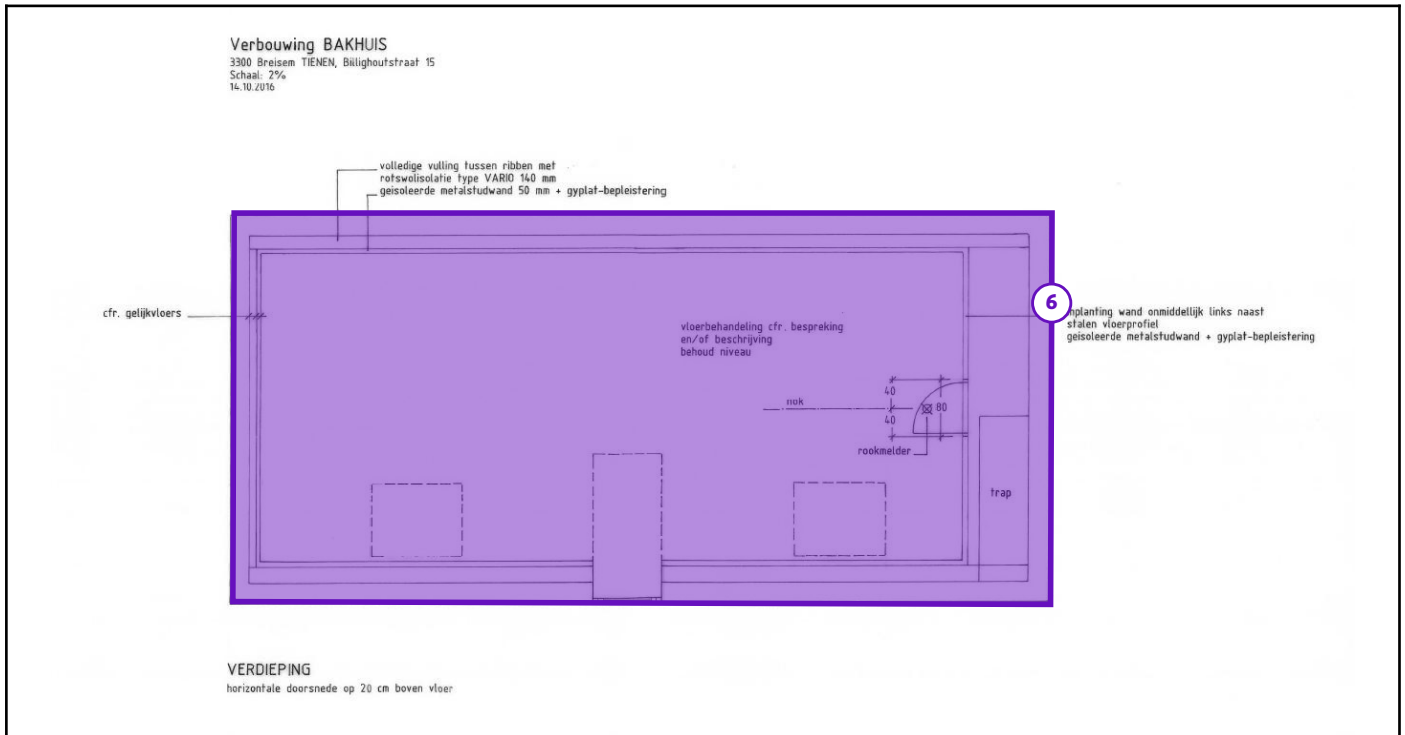 Verbouwing BAKHUIS
3300 Breisem TIENEN, Billighoutstraat 15
Schaal: 2%
14.10.2016
volledige vulling tussen ribben met
rotswolisolatie type VARIO 140 mm
geisoleerde metalstudwand 50 mm + gyplat-bepleistering
cfr. gelijkvloers
6
nplanting wand onmiddellijk links naast
stalen vloerprofiel
geisoleerde metalstudwand + gyplat-bepleistering
vloerbehandeling cfr. bespreking
en/of beschrijving
behoud niveau
nok
40
80
40
rookmelder
trap
VERDIEPING
horizontale doorsnede op 20 cm boven vloer